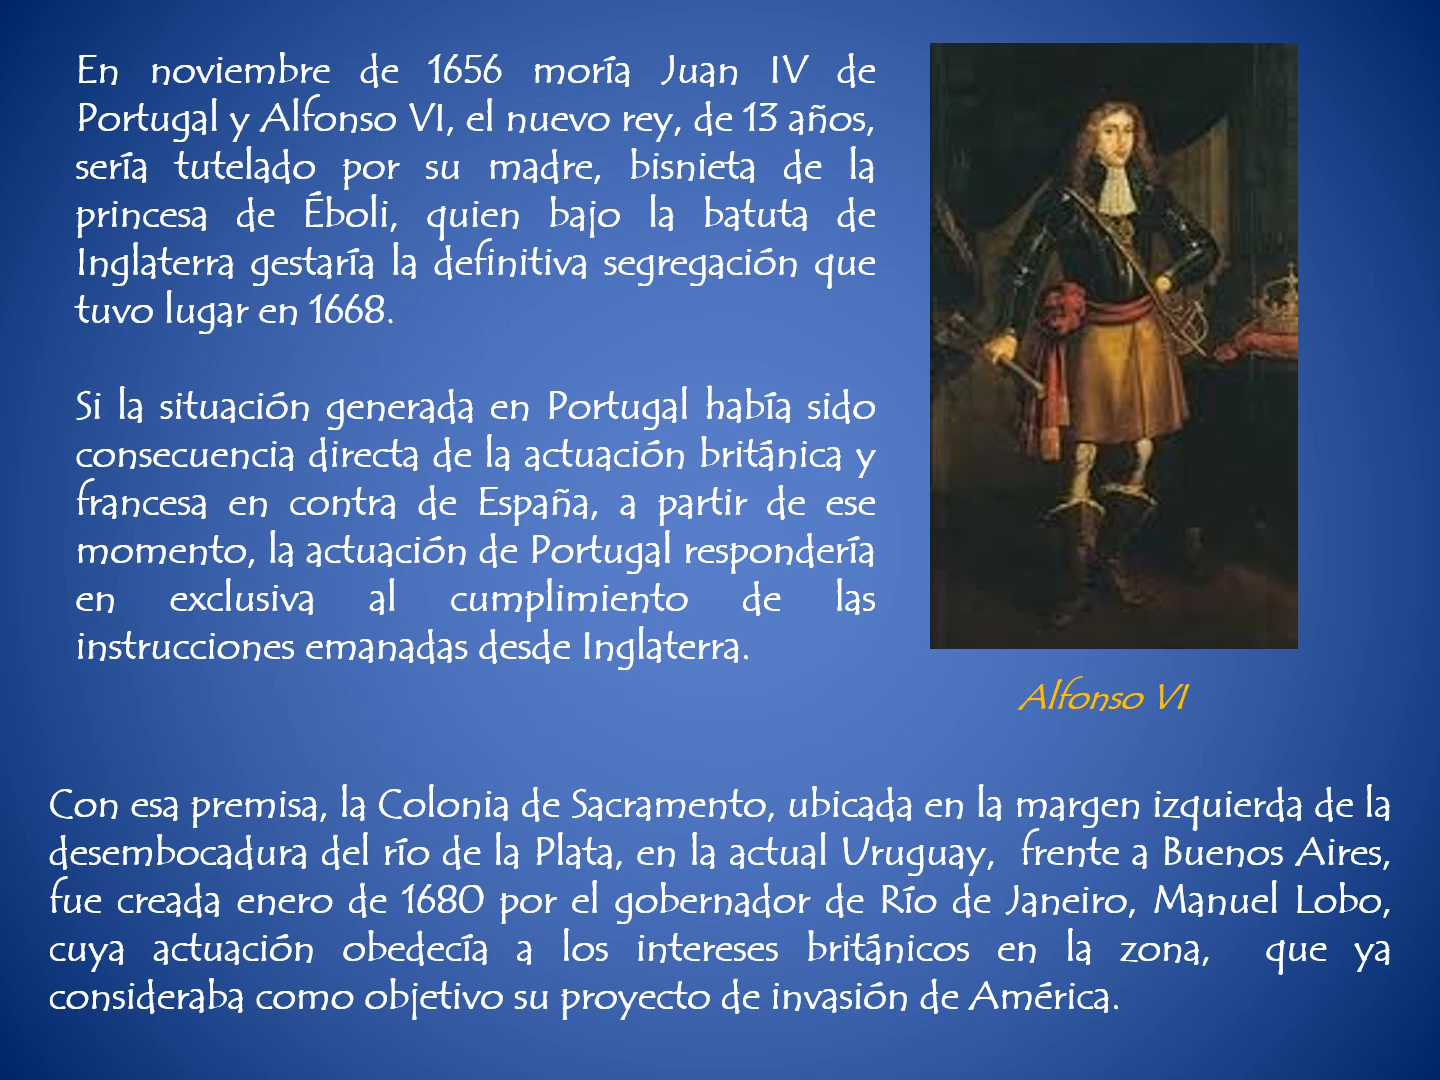 En noviembre de 1656 moría Juan IV de
Portugal y Alfonso VI, el nuevo rey, de 13 años,
sería tutelado por su madre, bisnieta de la
princesa de Éboli, quien bajo la batuta de
Inglaterra gestaría la definitiva segregación que
tuvo lugar en 1668.
Si la situación generada en Portugal había sido
consecuencia directa de la actuación británica y
francesa en contra de España, a partir de ese
momento, la actuación de Portugal respondería
en exclusiva al cumplimiento de las
instrucciones emanadas desde Inglaterra.
Alfonso VI
Con esa premisa, la Colonia de Sacramento, ubicada en la margen izquierda de la
desembocadura del río de la Plata, en la actual Uruguay, frente a Buenos Aires,
fue creada enero de 1680 por el gobernador de Río de Janeiro, Manuel Lobo,
cuya actuación obedecía a los intereses británicos en la zona, que ya
consideraba como objetivo su proyecto de invasión de América.